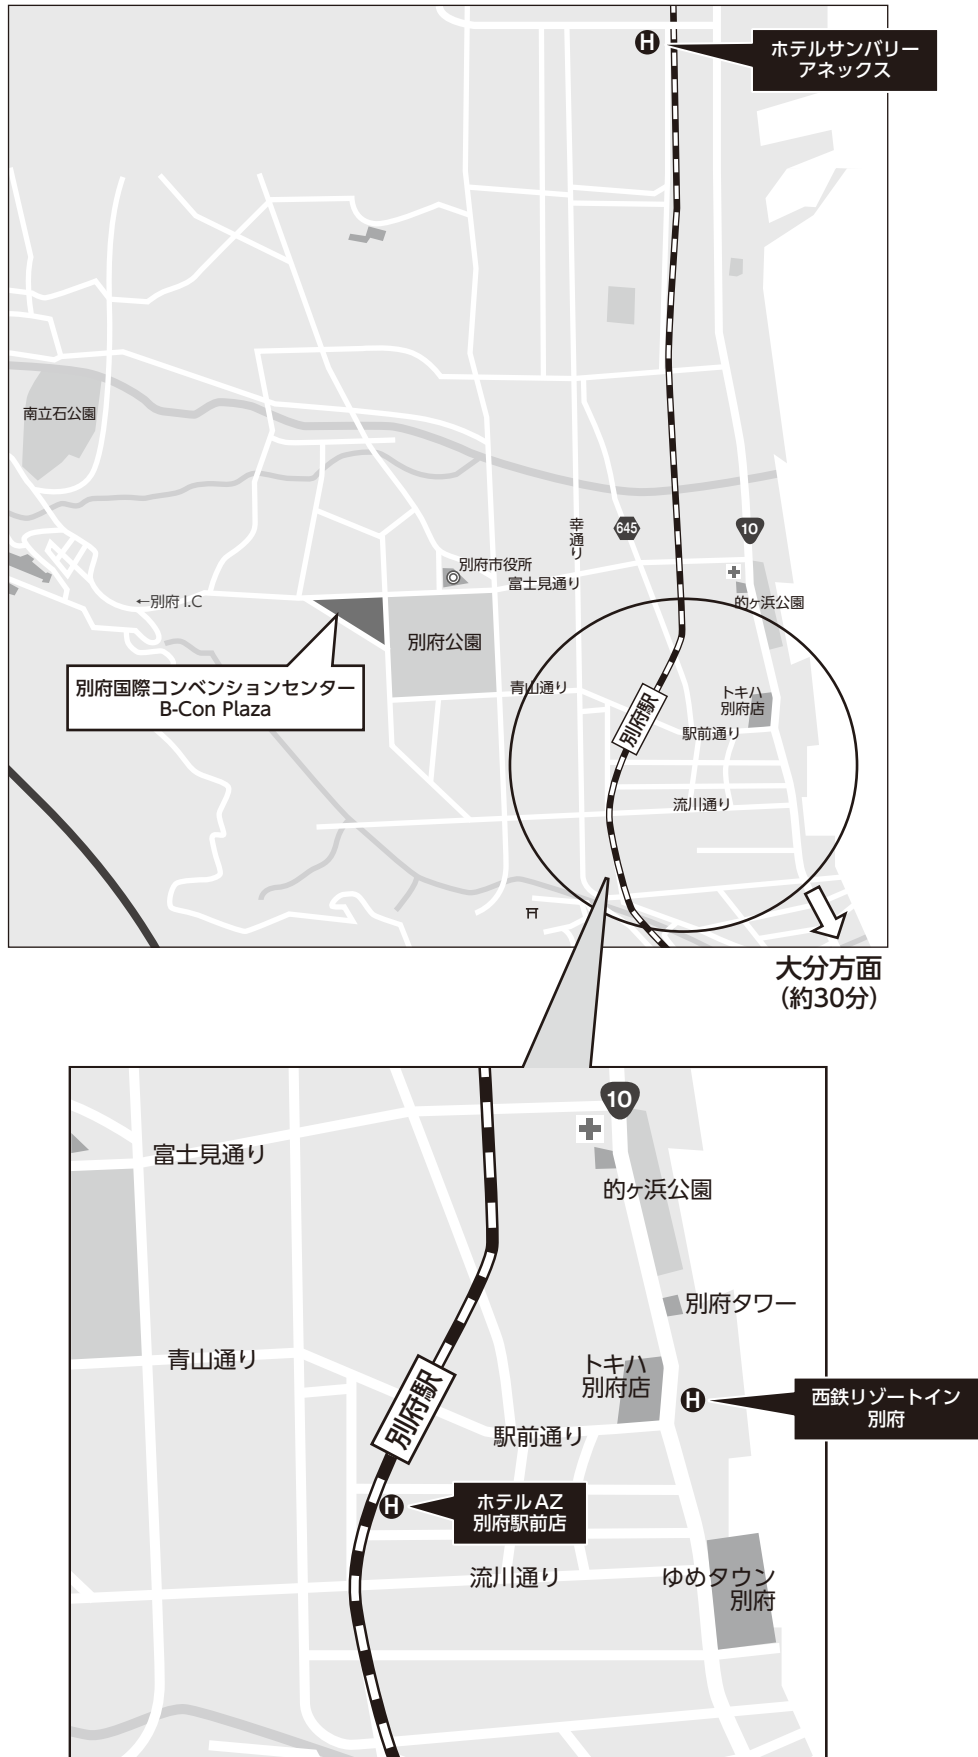 H
ホテルサンバリー
アネックス
南立石公園
幸通り
645
10
別府市役所
富士見通り
←別府 I.C
的ヶ浜公園
別府公園
別府国際コンベンションセンター
B-Con Plaza
青山通り
別府駅
トキハ
別府店
駅前通り
流川通り
大分方面
（約30分）
10
富士見通り
的ヶ浜公園
別府タワー
青山通り
トキハ
別府店
別府駅
H
西鉄リゾートイン
別府
駅前通り
H
ホテルAZ
別府駅前店
流川通り
ゆめタウン
別府